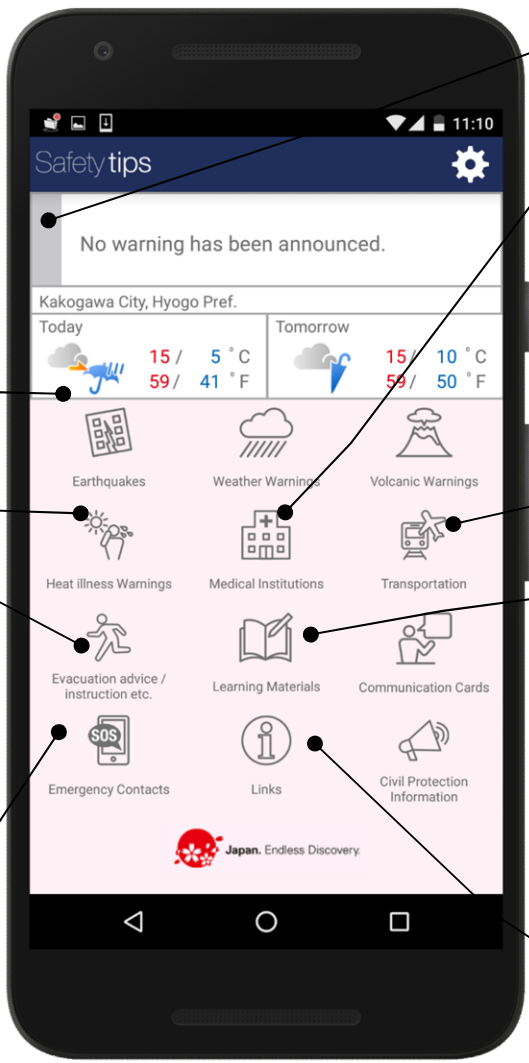 11:10
Safety tips
No warning has been announced.
Kakogawa City, Hyogo Pref.
Today
15 / 5 °C
59 / 41 °F
Tomorrow
15 / 10 °C
59 / 50 °F
Earthquakes
Weather Warnings
Volcanic Warnings
Heat illness Warnings
Medical Institutions
Transportation
Evacuation advice /
instruction etc.
Learning Materials
Communication Cards
SOS
Emergency Contacts
Links
Civil Protection
Information
Japan. Endless Discovery.